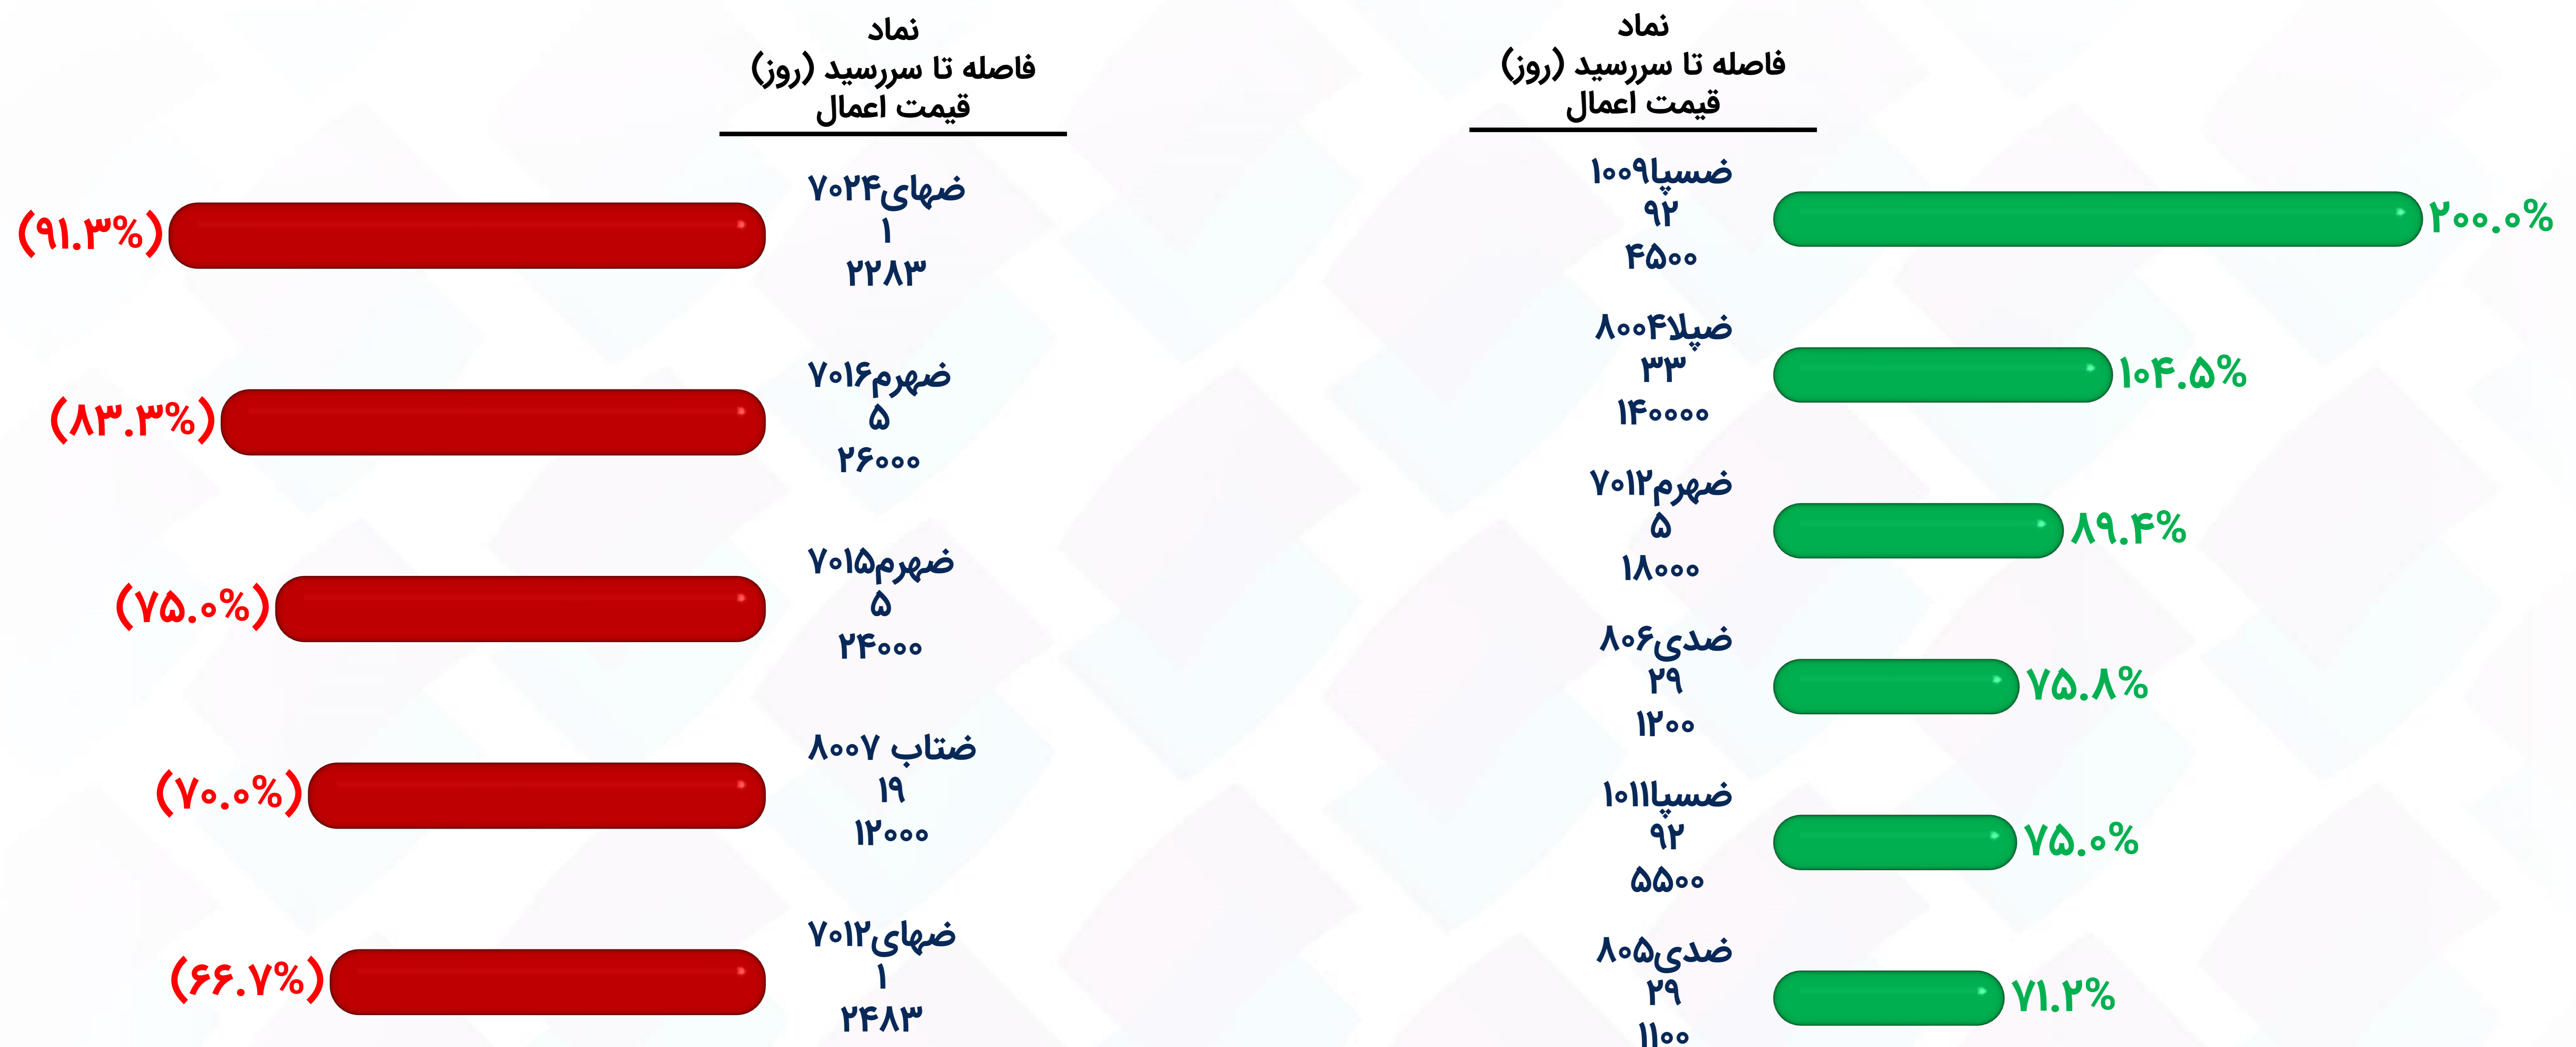 نماد
فاصله تا سررسید (روز)
قیمت اعمال
ضسپا۱۰۰۹
۹۲
۴۵۰۰
۲۰۰.۰%
ضپلا۸۰۰۴
۳۳
۱۴۰۰۰۰
۱۰۴.۵%
ضهرم۷۰۱۲
۵
۱۸۰۰۰
۸۹.۴%
ضدی۸۰۶
۲۹
۱۲۰۰
۷۵.۸%
ضسپا۱۰۱۱
۹۲
۵۵۰۰
۷۵.۰%
ضدی۸۰۵
۲۹
۱۱۰۰
۷۱.۲%
نماد
فاصله تا سررسید (روز)
قیمت اعمال
ضهای۷۰۲۴
۱
۲۲۸۳
(۹۱.۳%)
ضهرم۷۰۱۶
۵
۲۶۰۰۰
(۸۳.۳%)
ضهرم۷۰۱۵
۵
۲۴۰۰۰
(۷۵.۰%)
ضتاب ۸۰۰۷
۱۹
۱۲۰۰۰
(۷۰.۰%)
ضهای۷۰۱۲
۱
۲۴۸۳
(۶۶.۷%)